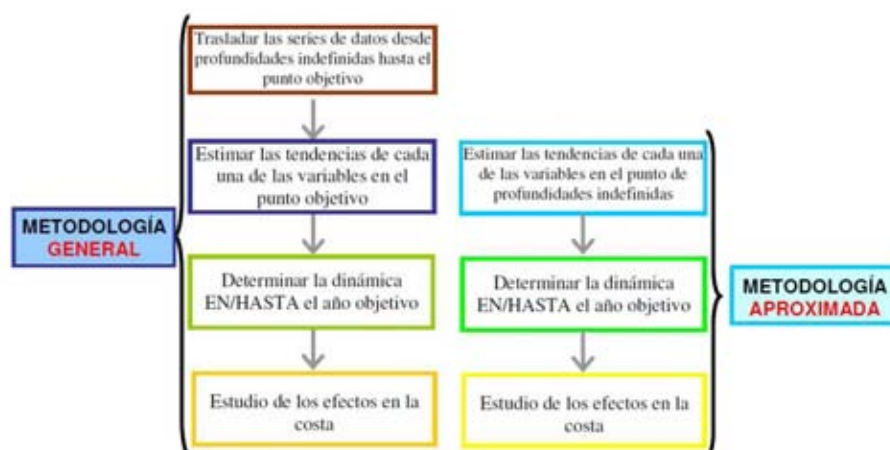 Trasladar las series de datos desde
profundidades indefinidas hasta el
punto objetivo
Estimar las tendencias de cada
una de las variables en el
punto objetivo
Estimar las tendencias de cada una
de las variables en el punto de
profundidades indefinidas
METODOLOGÍA
GENERAL
Determinar la dinámica
EN/HASTA el año objetivo
Determinar la dinámica
EN/HASTA el año objetivo
METODOLOGÍA
APROXIMADA
Estudio de los efectos en la
costa
Estudio de los efectos en la
costa